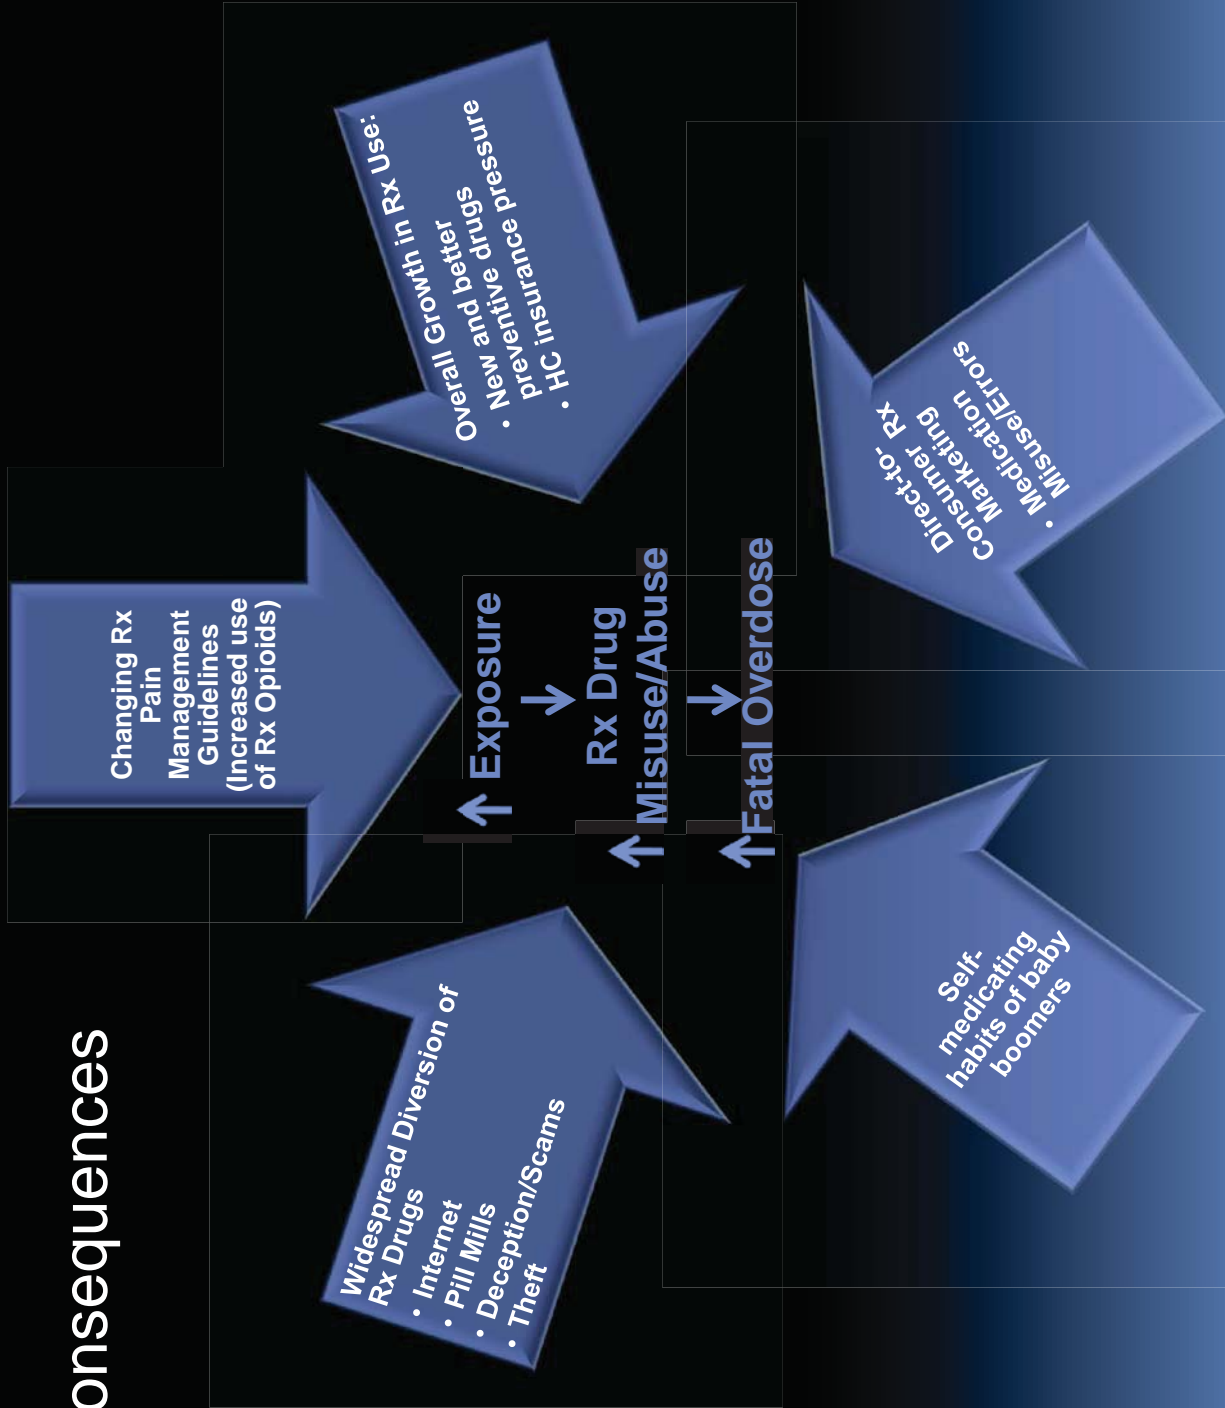 onsequences
Changing Rx
Pain
Management
Guidelines
(Increased use
of Rx Opioids)
Widespread Diversion of
Rx Drugs
• Internet
• Pill Mills
• Deception/Scams
• Theft
Overall Growth in Rx Use:
• New and better
preventive drugs
• HC insurance pressure
↑ Exposure
↓
Rx Drug
↑ Misuse/Abuse
↓
↑ Fatal Overdose
Self-
medicating
habits of baby
boomers
Direct-to- Rx
Consumer
Marketing
• Medication
Misuse/Errors